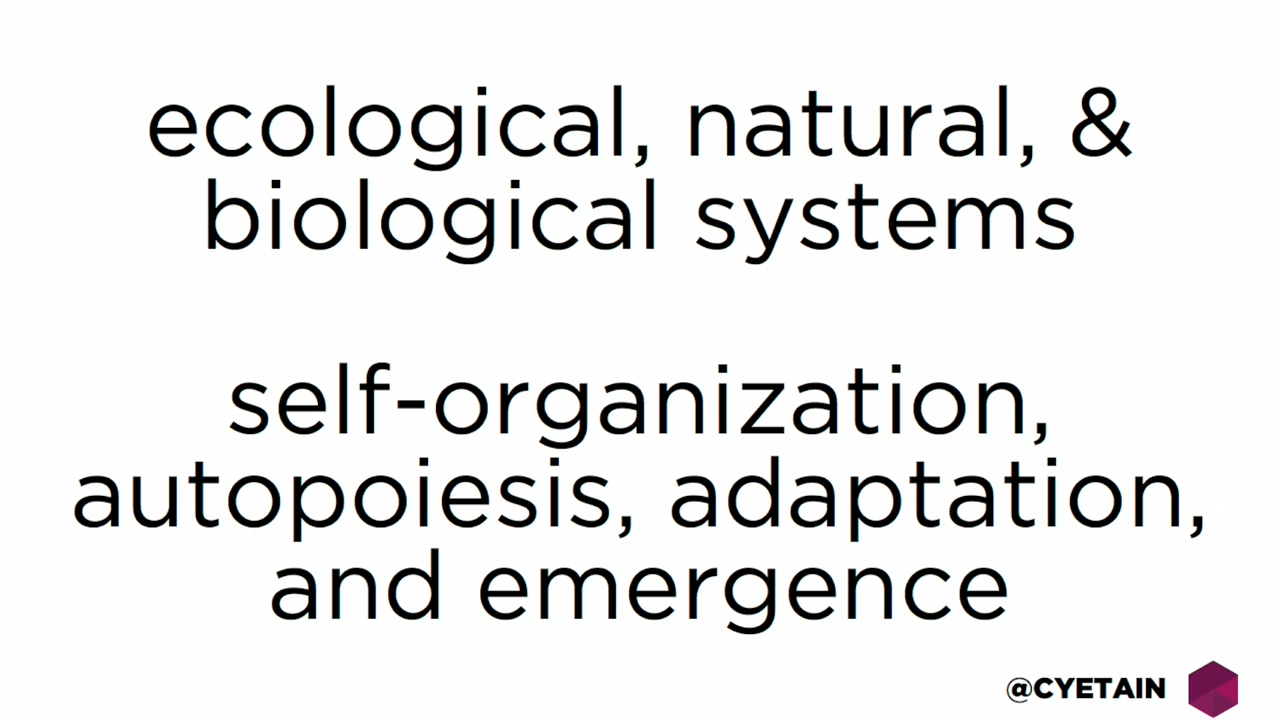 ecological, natural, &
biological systems
self-organization,
autopoiesis, adaptation,
and emergence
@CYETAIN